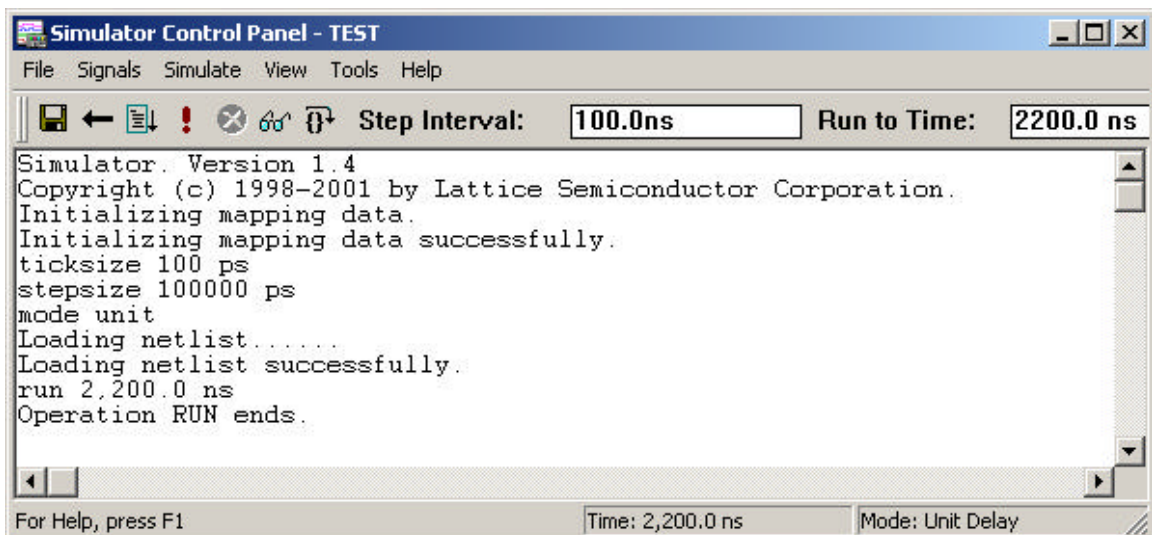 Simulator Control Panel - TEST
File Signals Simulate View Tools Help
Step Interval: 100.0ns Run to Time: 2200.0 ns
Simulator. Version 1.4
Copyright (c) 1998-2001 by Lattice Semiconductor Corporation.
Initializing mapping data.
Initializing mapping data successfully.
ticksize 100 ps
stepsize 100000 ps
mode unit
Loading netlist......
Loading netlist successfully.
run 2,200.0 ns
Operation RUN ends.
For Help, press F1 Time: 2,200.0 ns Mode: Unit Delay